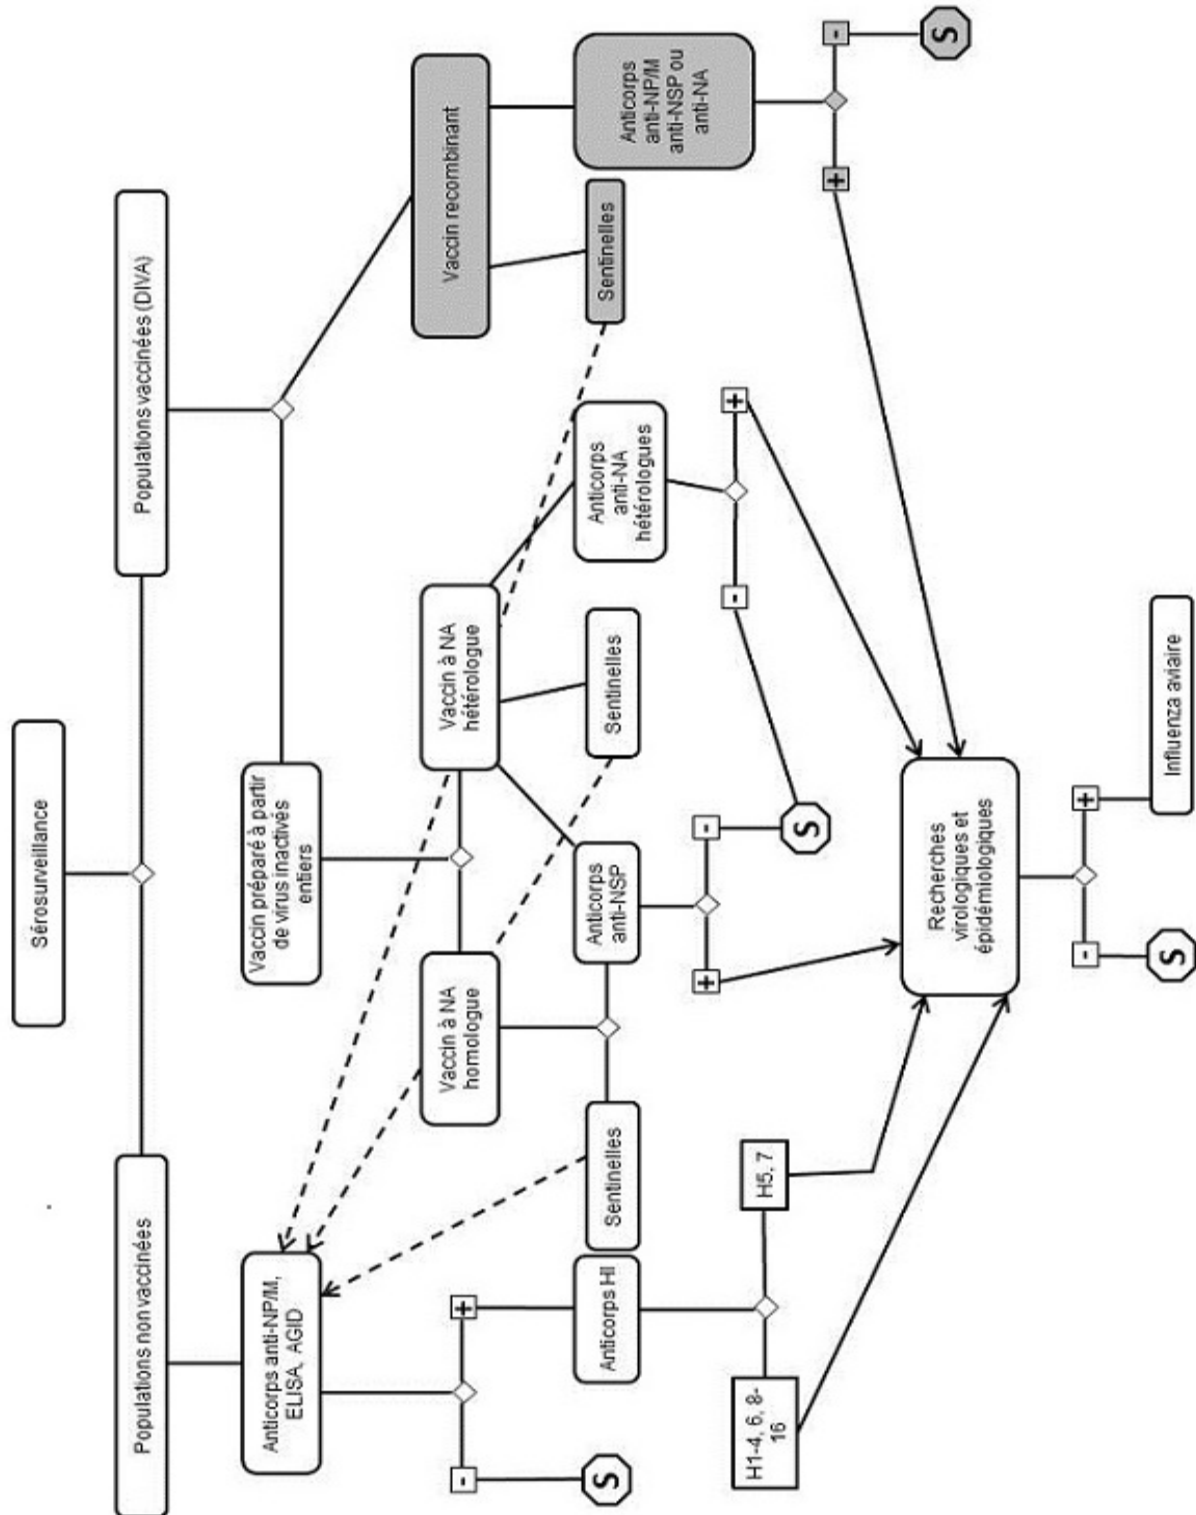 Sérosurveillance
Populations non vaccinées
Populations vaccinées (DIVA)
Anticorps anti-NP/M,
ELISA, AGID
Vaccin préparé à partir
de virus inactivés
entiers
Vaccin à NA
homologue
Vaccin à NA
hétérologue
Vaccin recombinant
-
+
S
Anticorps HI
Sentinelles
Anticorps
anti-NSP
Sentinelles
Anticorps
anti-NA
hétérologues
Sentinelles
Anticorps
anti-NP/M
anti-NSP ou
anti-NA
H1-4, 6, 8-
16
H5, 7
+
-
-
+
S
+
-
S
Recherches
virologiques et
épidémiologiques
-
+
S
Influenza aviaire